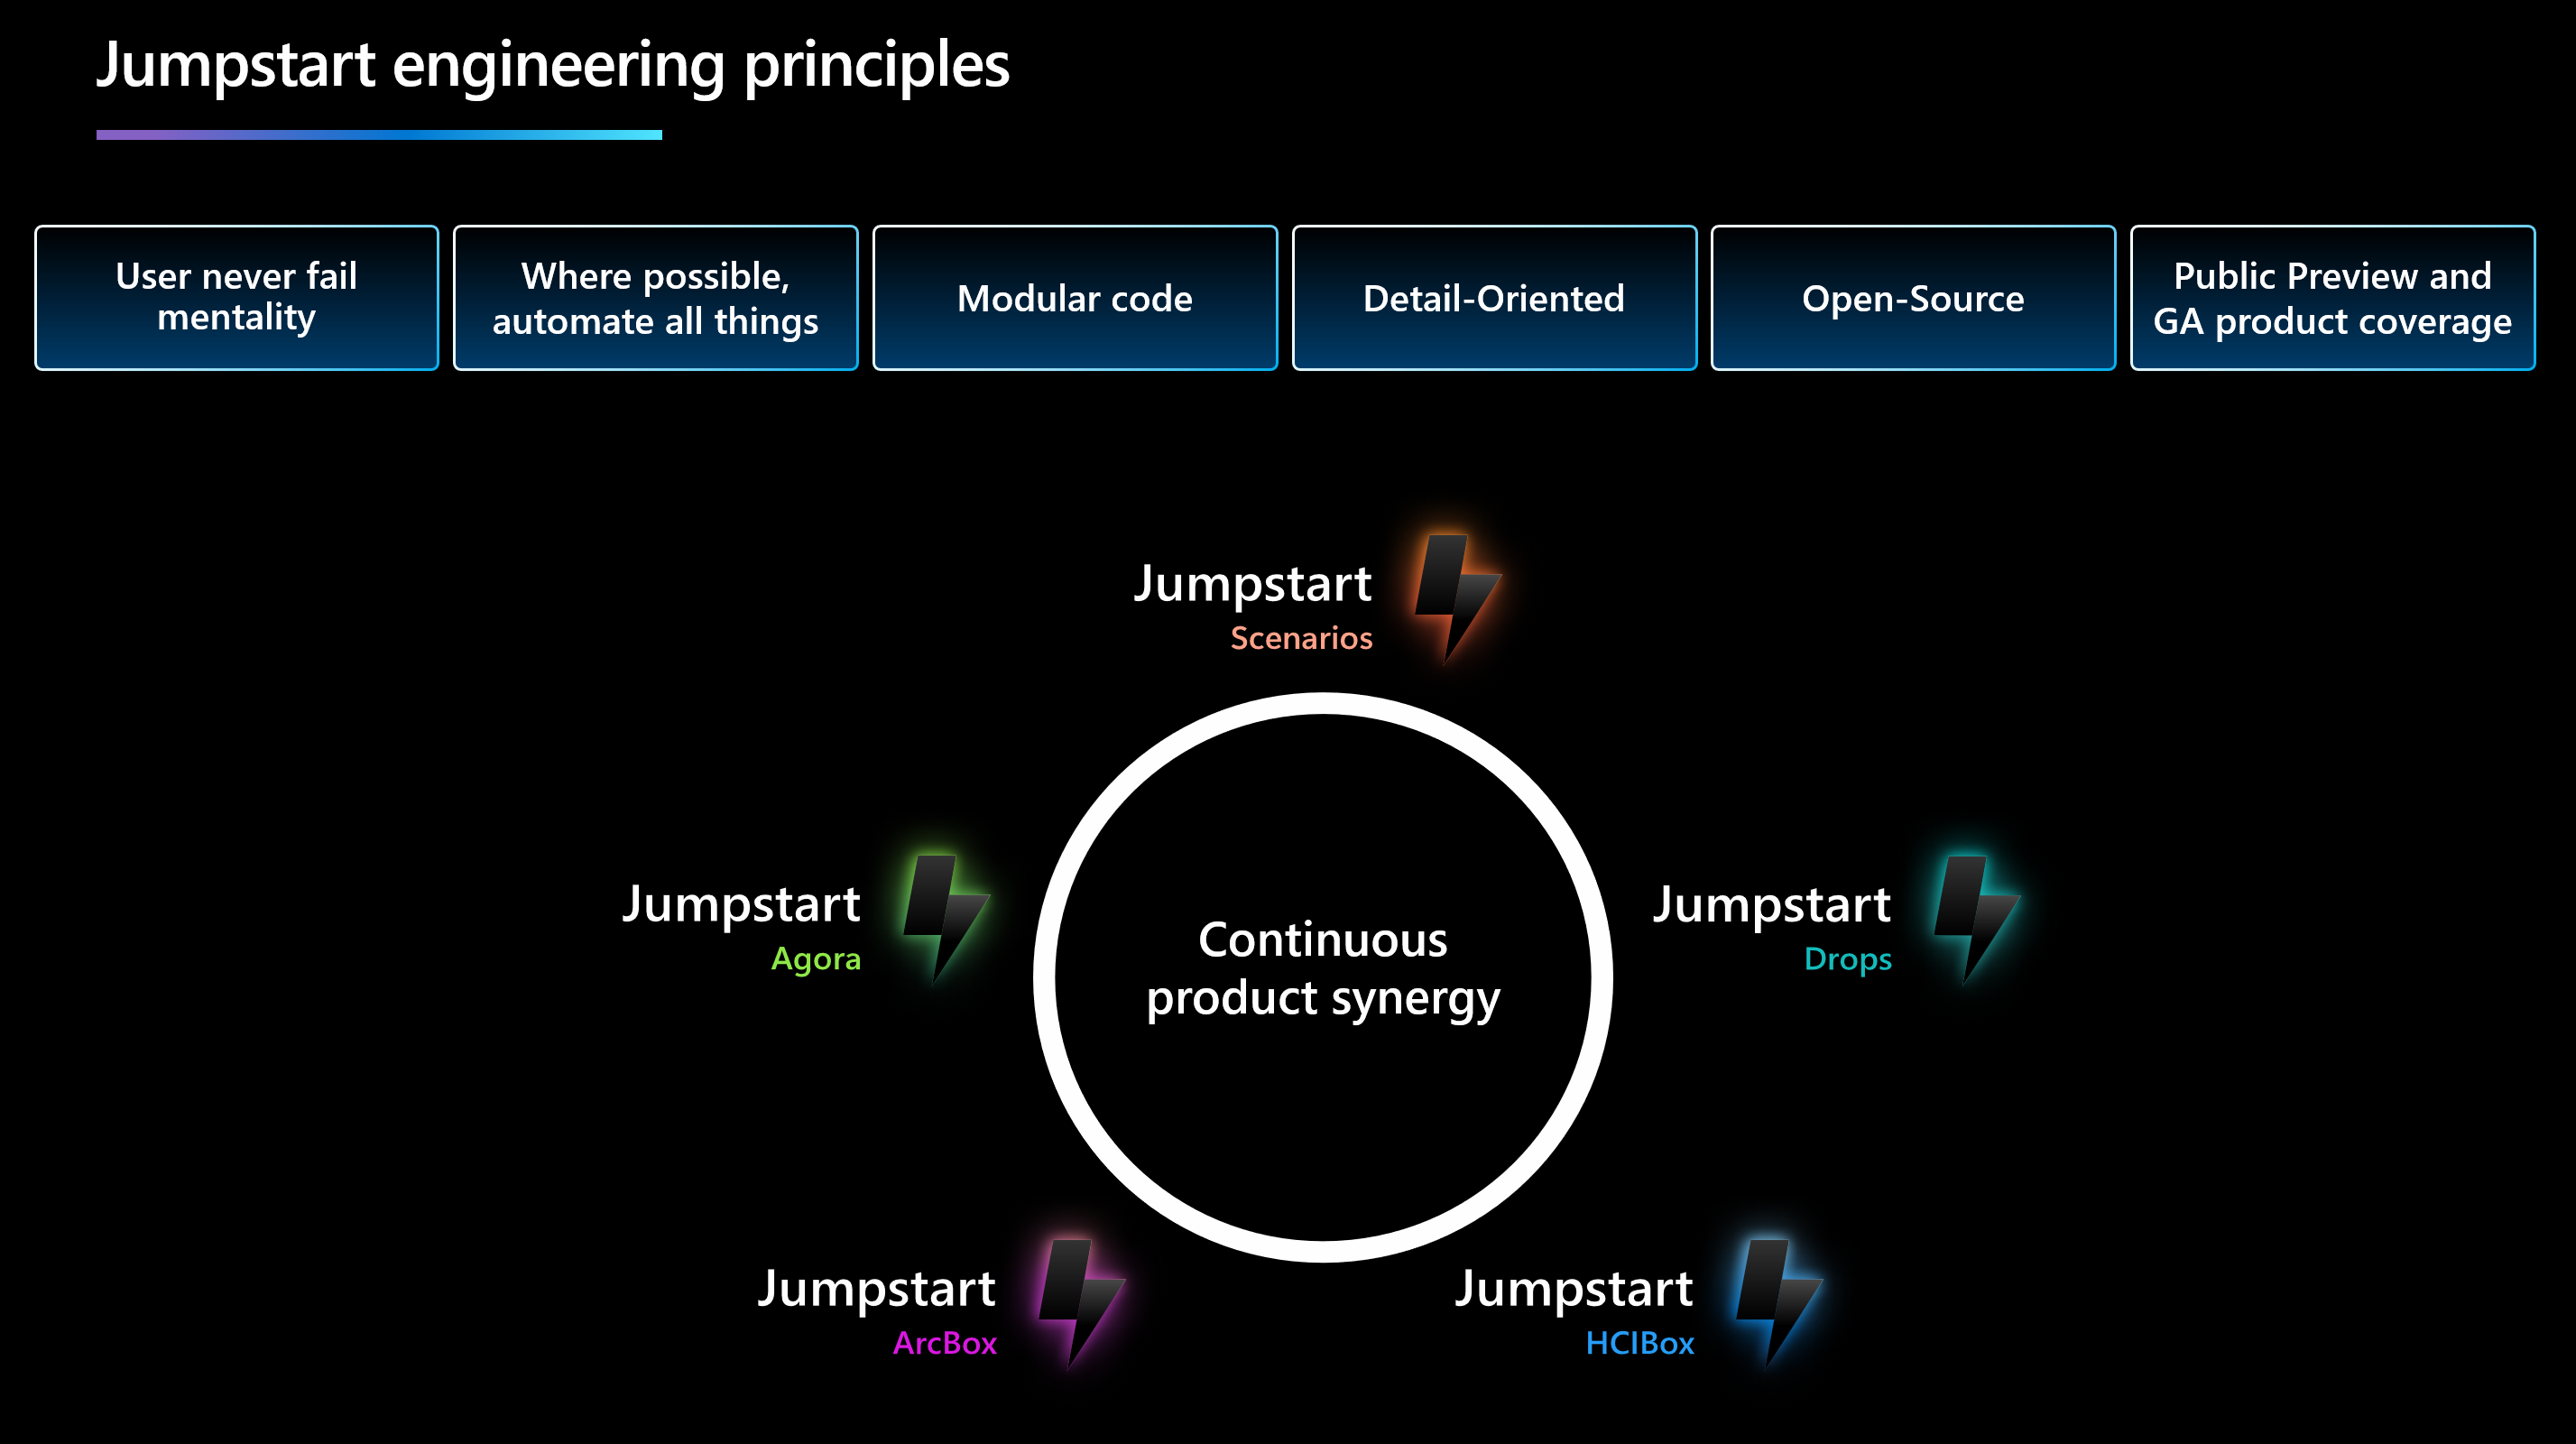 Jumpstart engineering principles
User never fail
mentality
Where possible,
automate all things
Modular code
Detail-Oriented
Open-Source
Public Preview and
GA product coverage
Jumpstart
Scenarios
Jumpstart
Agora
Continuous
product synergy
Jumpstart
Drops
Jumpstart
ArcBox
Jumpstart
HCIBox